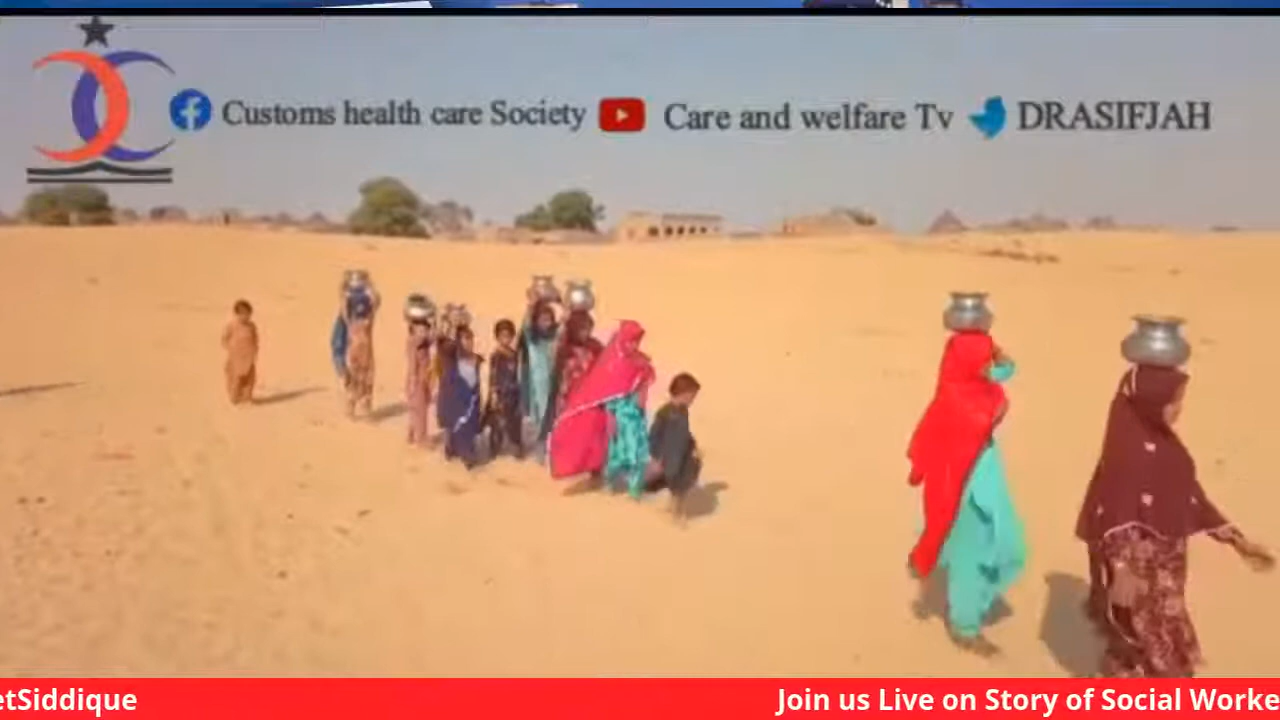 Customs health care Society Care and welfare Tv DRASIFJAH
etSiddique Join us Live on Story of Social Worke